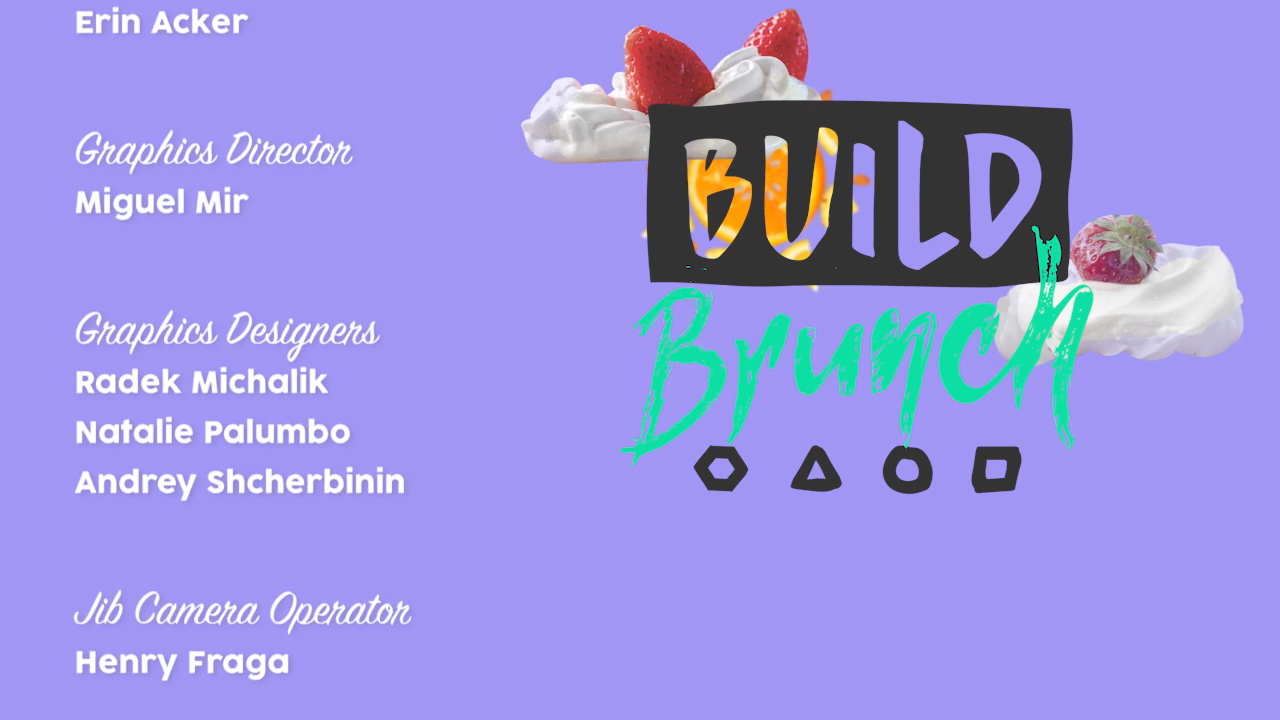 Erin Acker
Graphics Director
Miguel Mir
Graphics Designers
Radek Michalik
Natalie Palumbo
Andrey Shcherbinin
Jib Camera Operator
Henry Fraga
BUILD
Brunch